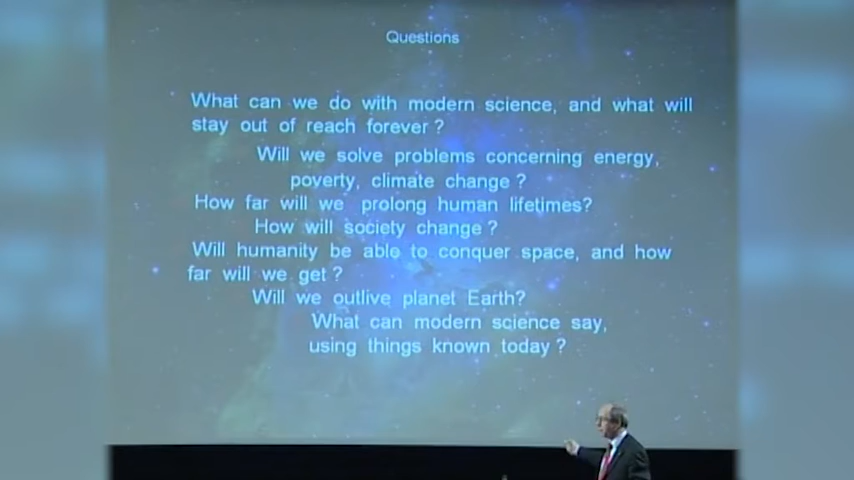 Questions
What can we do with modern science, and what will
stay out of reach forever ?
Will we solve problems concerning energy,
poverty, climate change ?
How far will we prolong human lifetimes?
How will society change ?
Will humanity be able to conquer space, and how
far will we get ?
Will we outlive planet Earth?
What can modern science say,
using things known today ?